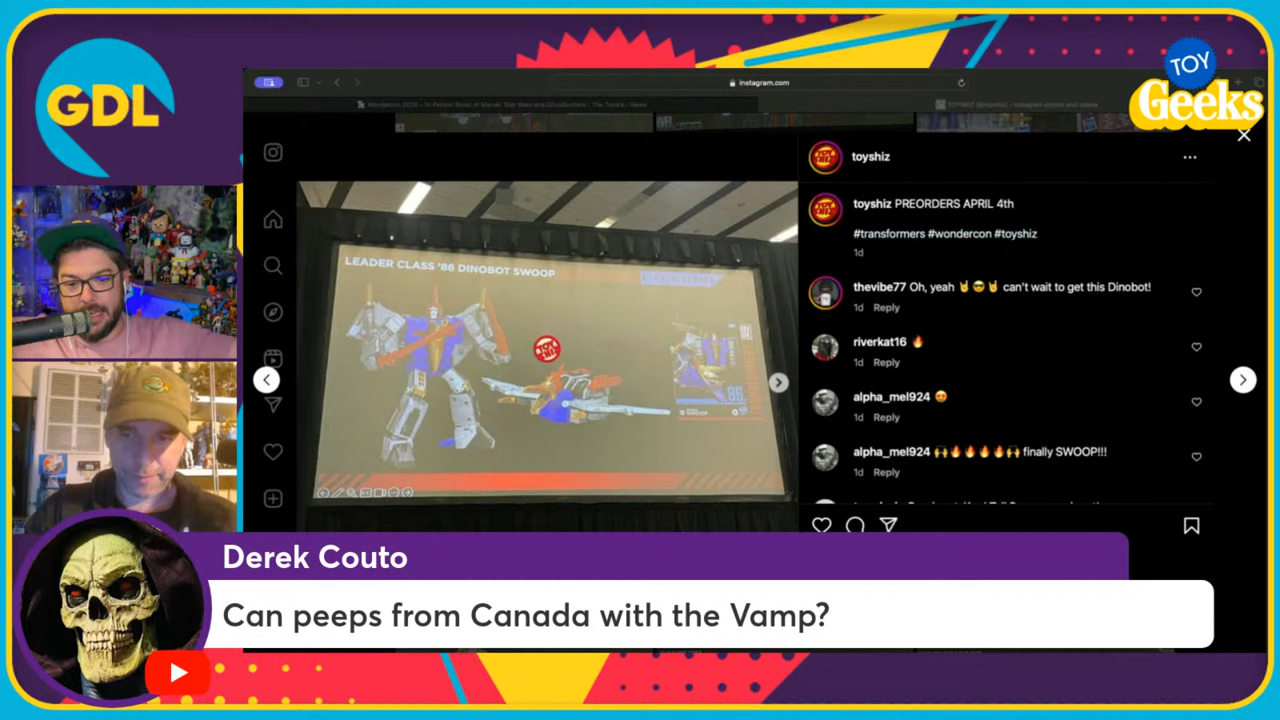 GDL
TOY
Geeks
instagram.com
toyshiz
toyshiz PREORDERS APRIL 4th
#transformers #wondercon #toyshiz
1d
LEADER CLASS '86 DINOBOT SWOOP
thevibe77 Oh, yeah 🤘😎🤘 can't wait to get this Dinobot!
1d Reply
riverkat16 🔥
1d Reply
alpha_mel924 😍
1d Reply
alpha_mel924 🙌🔥🔥🔥🔥🙌 finally SWOOP!!!
1d Reply
SWOOP
86
Derek Couto
Can peeps from Canada with the Vamp?